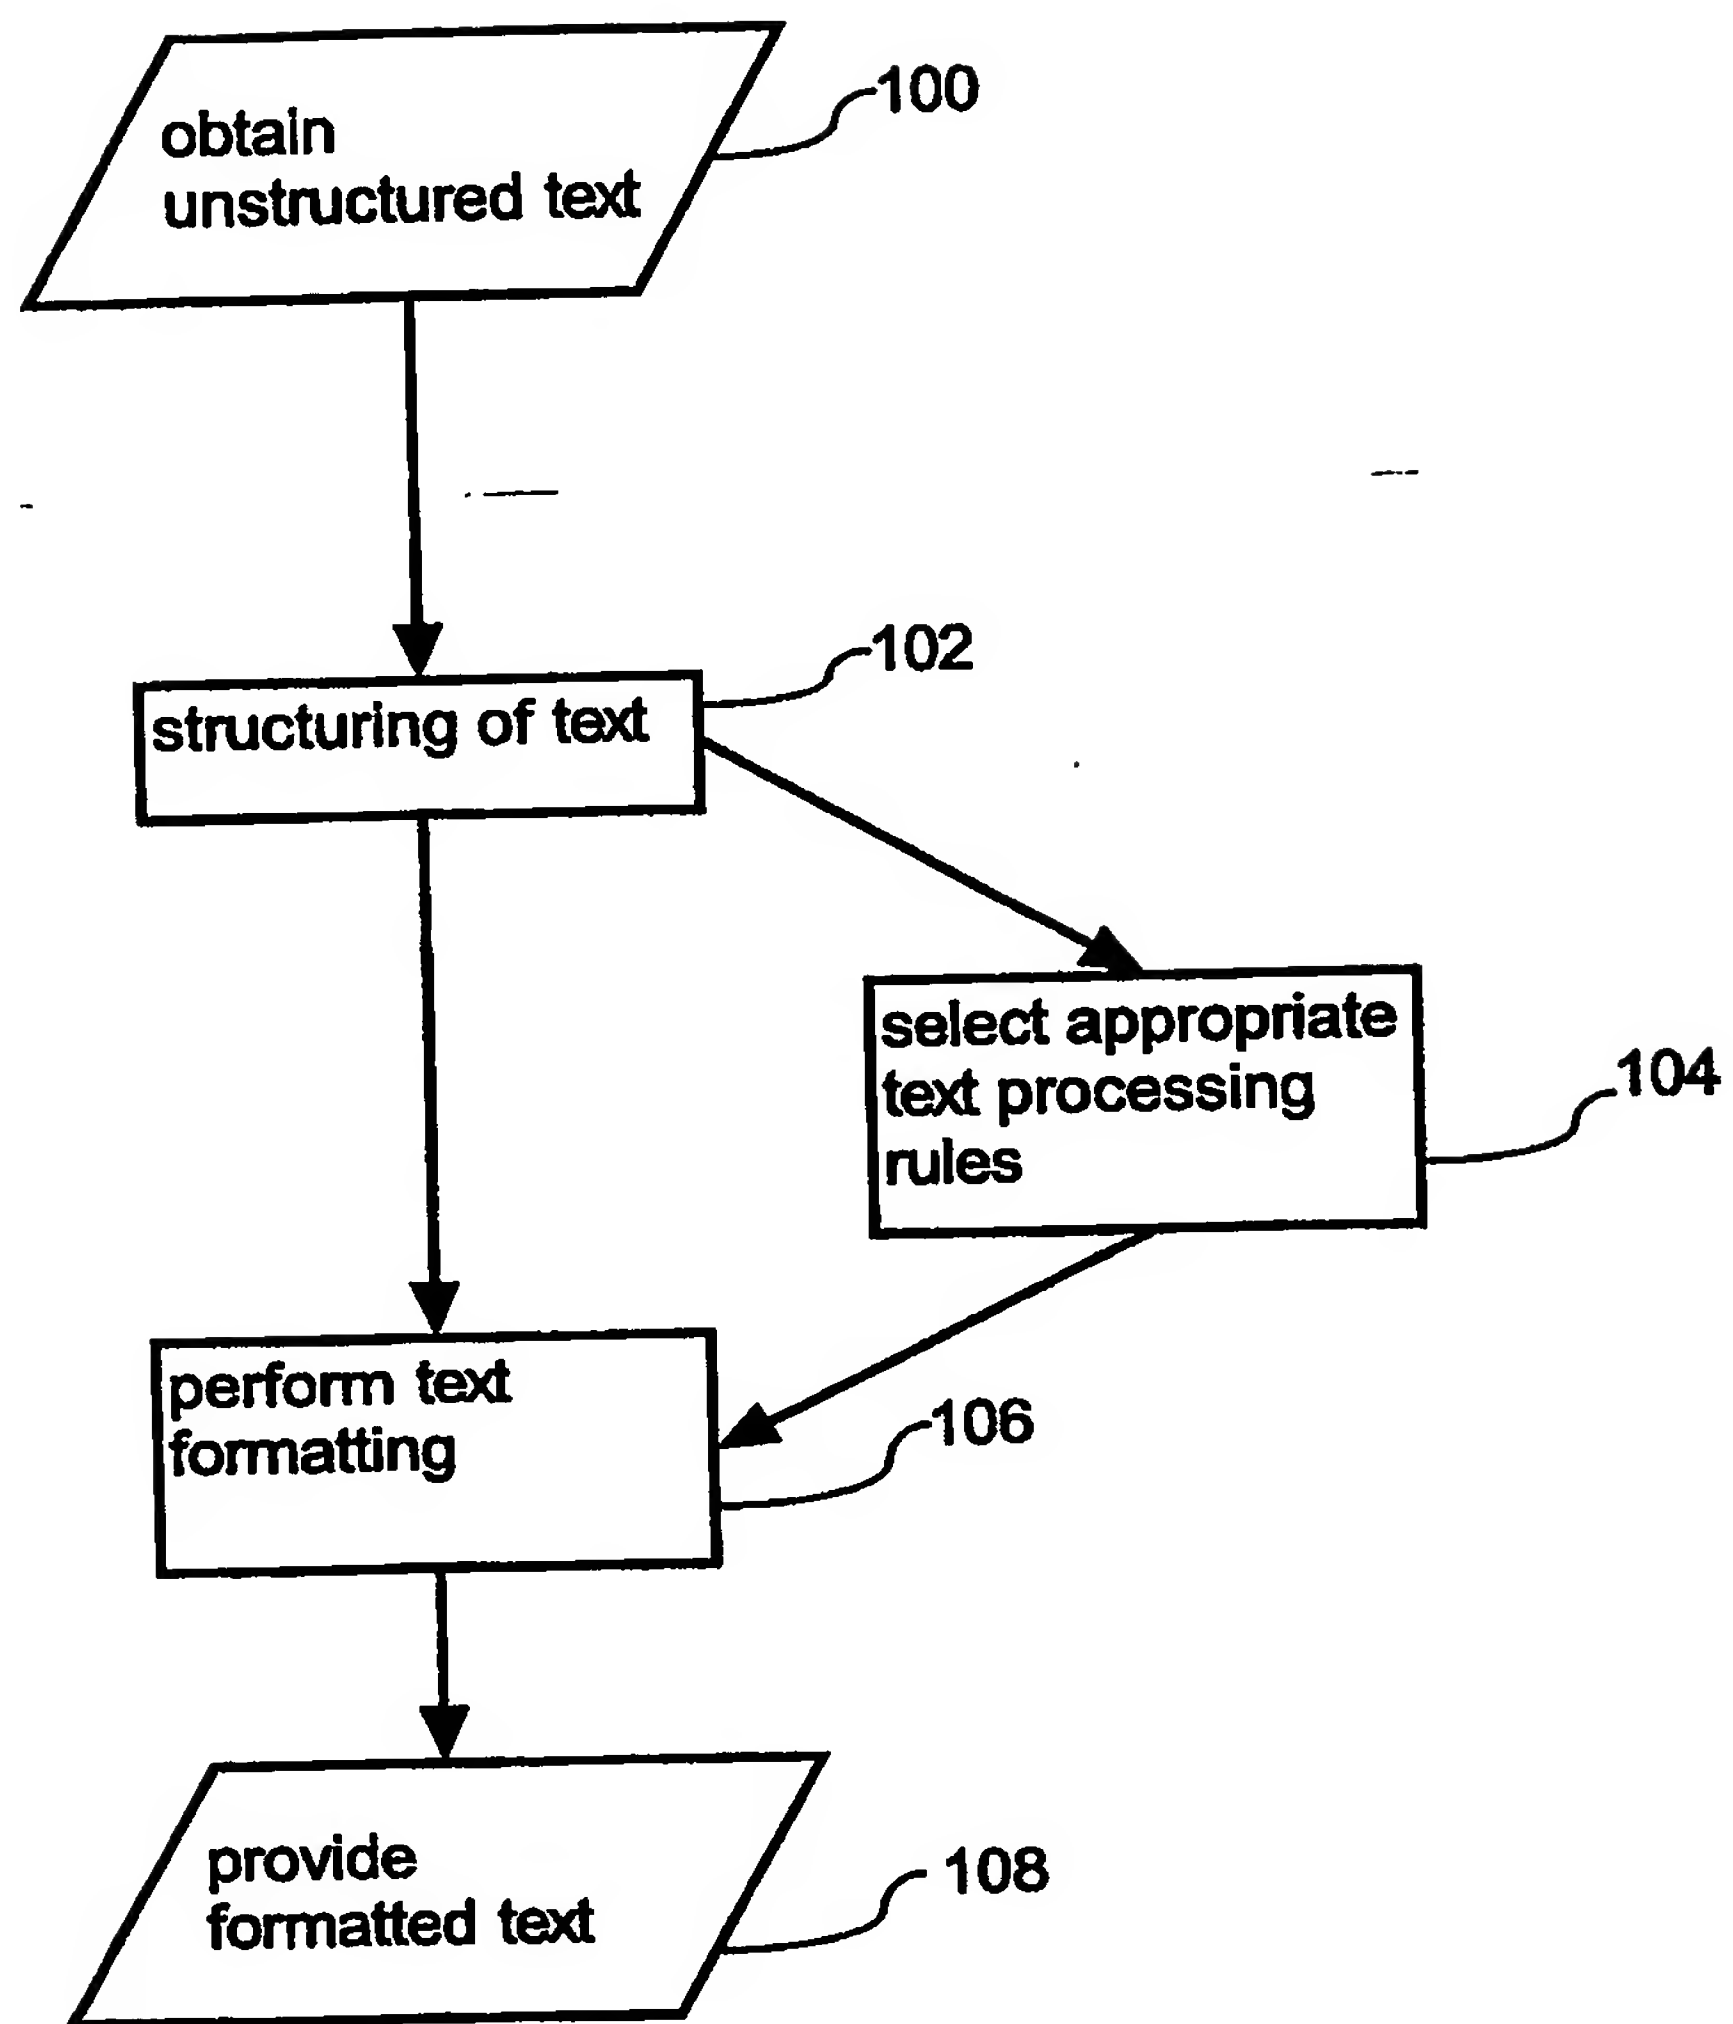 obtain
unstructured text
100
structuring of text
102
select appropriate
text processing
rules
104
perform text
formatting
106
provide
formatted text
108